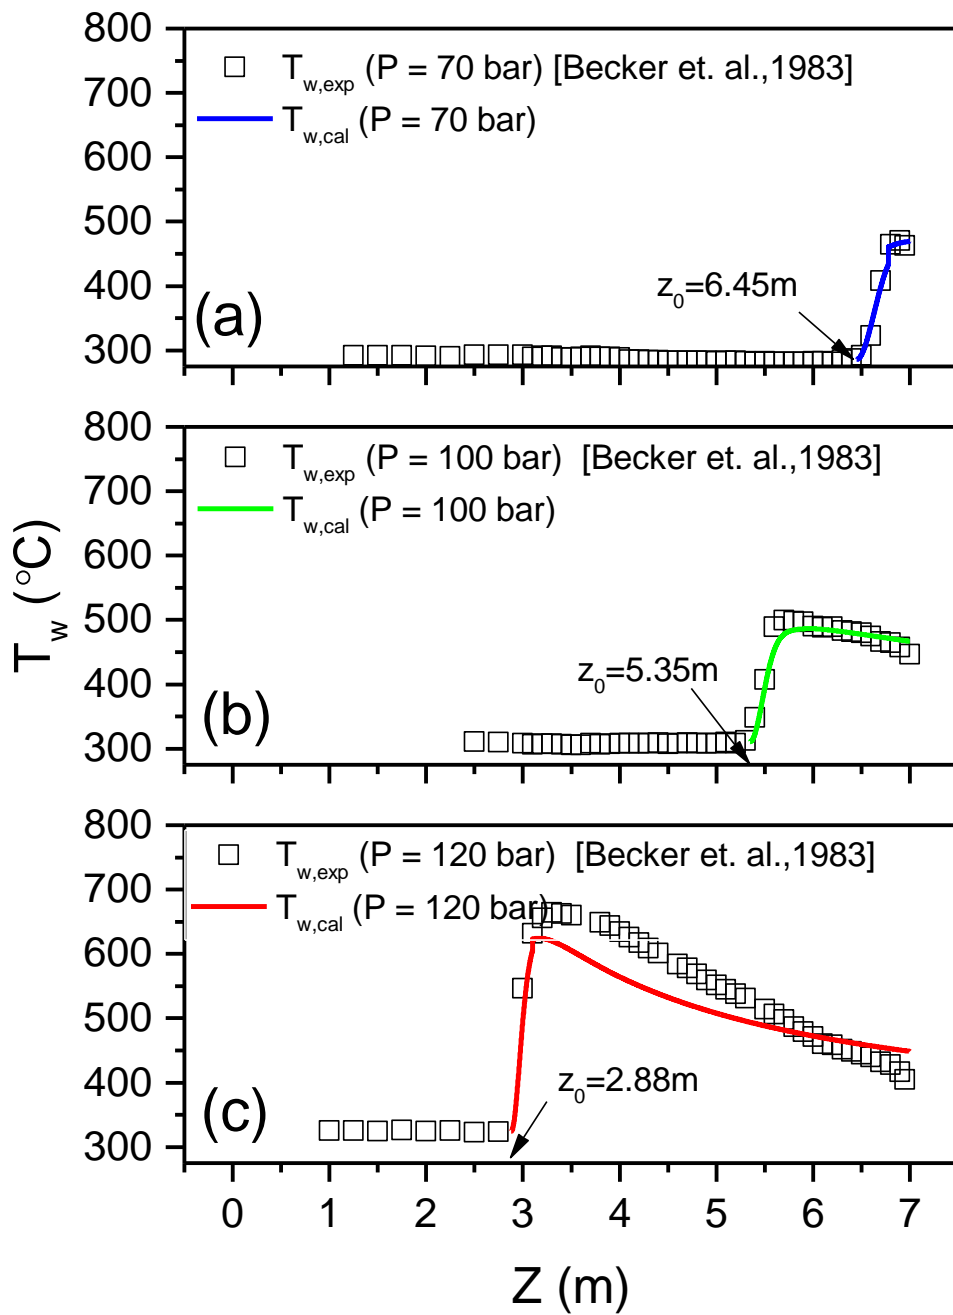 800
T_w,exp (P = 70 bar) [Becker et. al.,1983]
700
T_w,cal (P = 70 bar)
600
500
z_0=6.45m
400
(a)
300
800
T_w,exp (P = 100 bar) [Becker et. al.,1983]
700
T_w,cal (P = 100 bar)
600
T_w (°C)
500
z_0=5.35m
400
(b)
300
800
T_w,exp (P = 120 bar) [Becker et. al.,1983]
700
T_w,cal (P = 120 bar)
600
500
z_0=2.88m
400
(c)
300
0 1 2 3 4 5 6 7
Z (m)